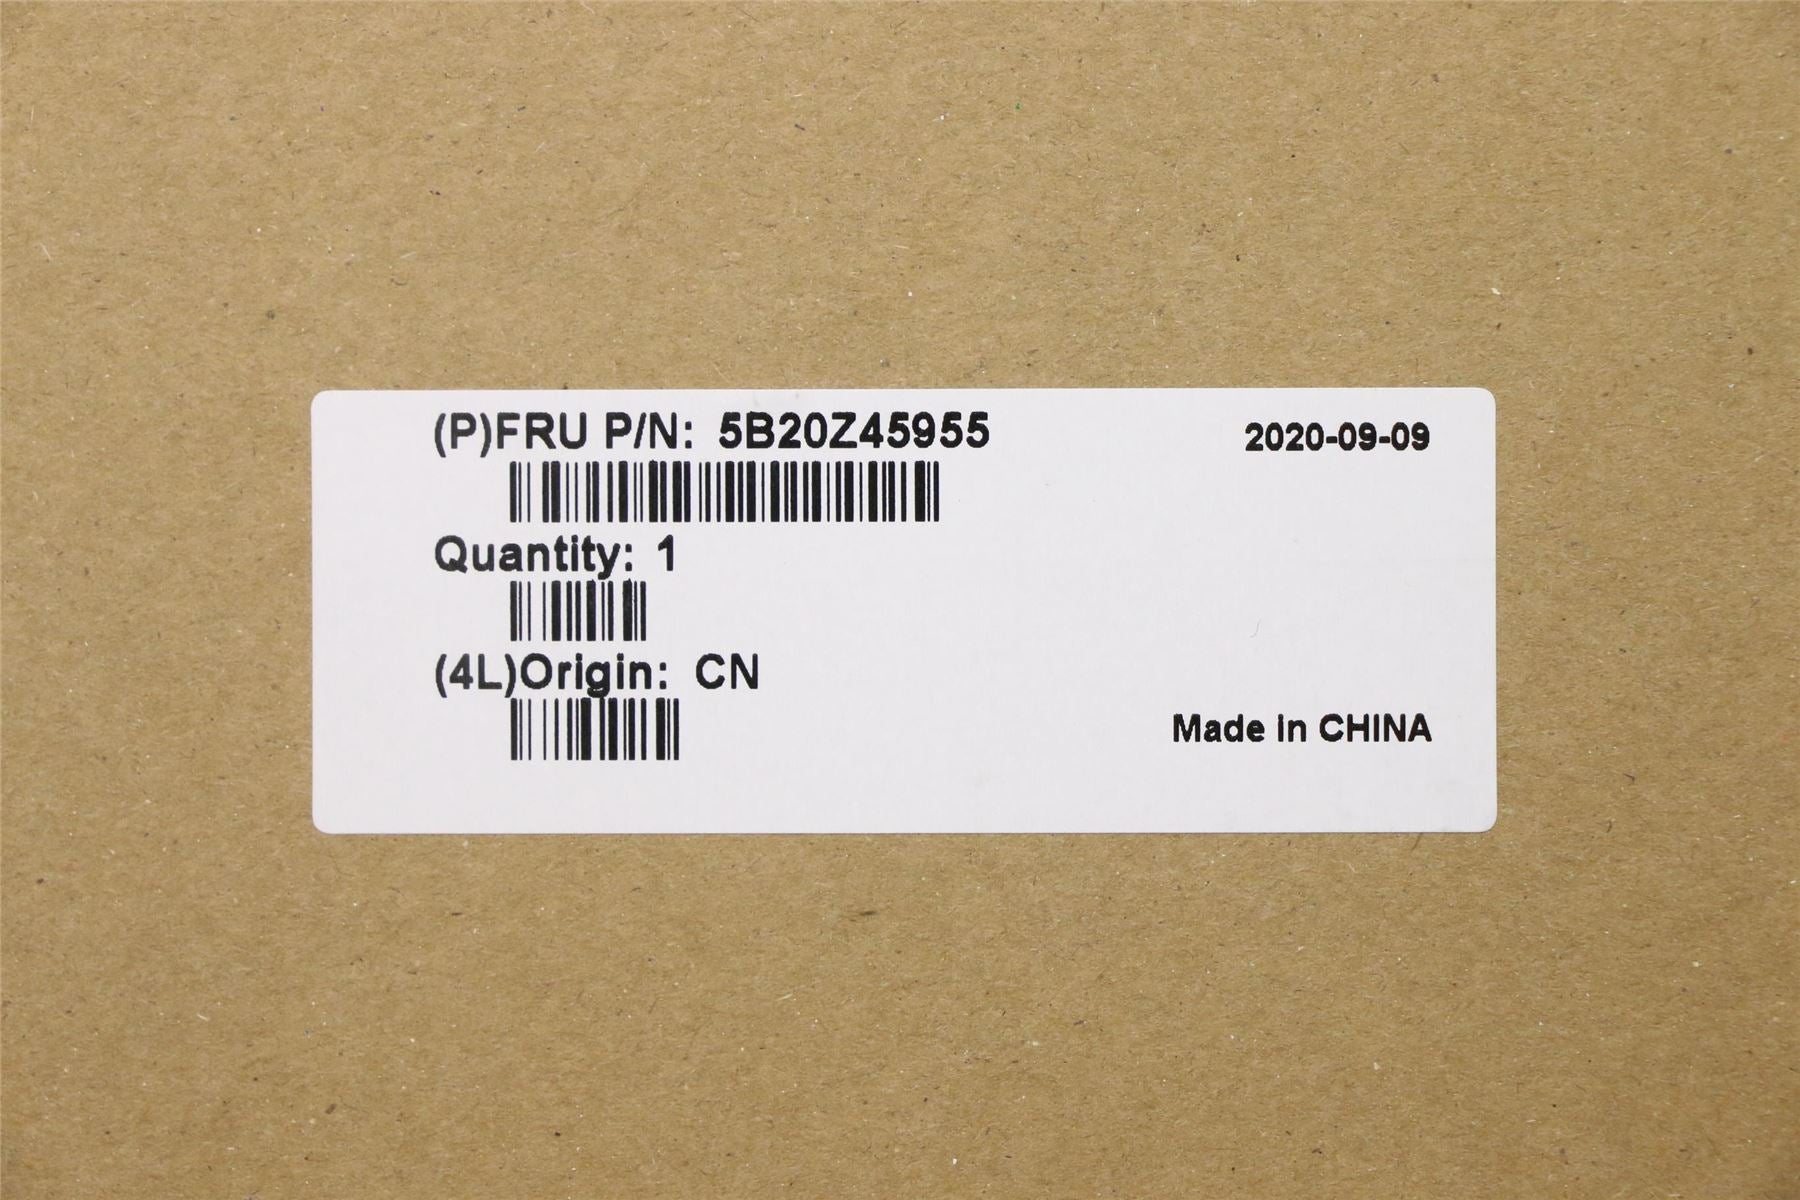 (P)FRU P/N: 5B20Z45955
2020-09-09
Quantity: 1
(4L)Origin: CN
Made in CHINA